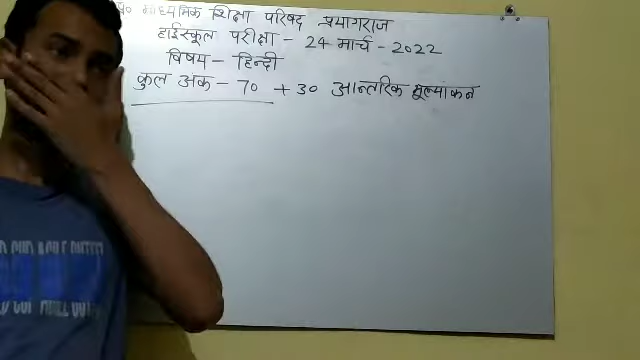 माध्यमिक शिक्षा परिषद प्रयागराज
हाईस्कूल परीक्षा - 24 मार्च - 2022
विषय - हिन्दी
कुल अंक - 70 + 30 आन्तरिक मूल्यांकन